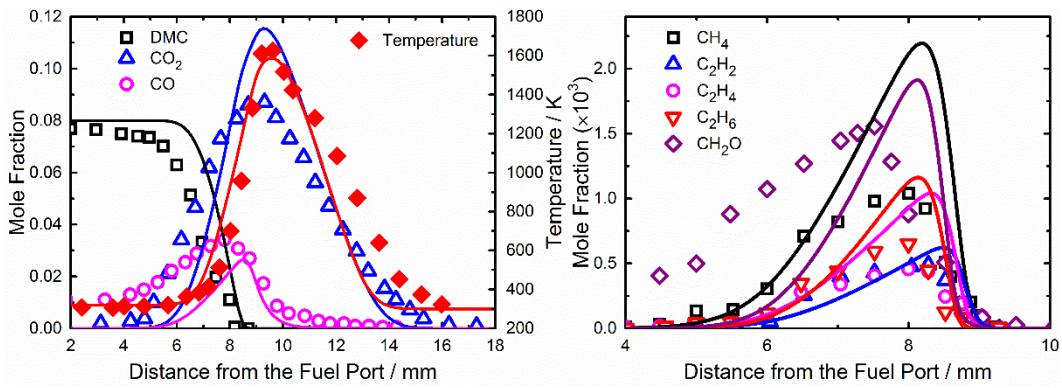 0.12
0.10
0.08
0.06
0.04
0.02
0.00
Mole Fraction
DMC
CO₂
CO
Temperature
1800
1600
1400
1200
1000
800
600
400
200
Temperature / K
2 4 6 8 10 12 14 16 18
Distance from the Fuel Port / mm
2.0
1.5
1.0
0.5
0.0
Mole Fraction (×10³)
CH₄
C₂H₂
C₂H₄
C₂H₆
CH₂O
4 6 8 10
Distance from the Fuel Port / mm